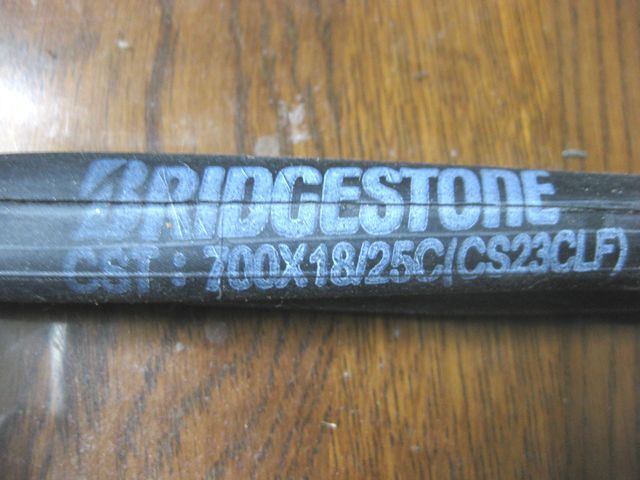 BRIDGESTONE
CST: 700X18/25C(CS23CLF)